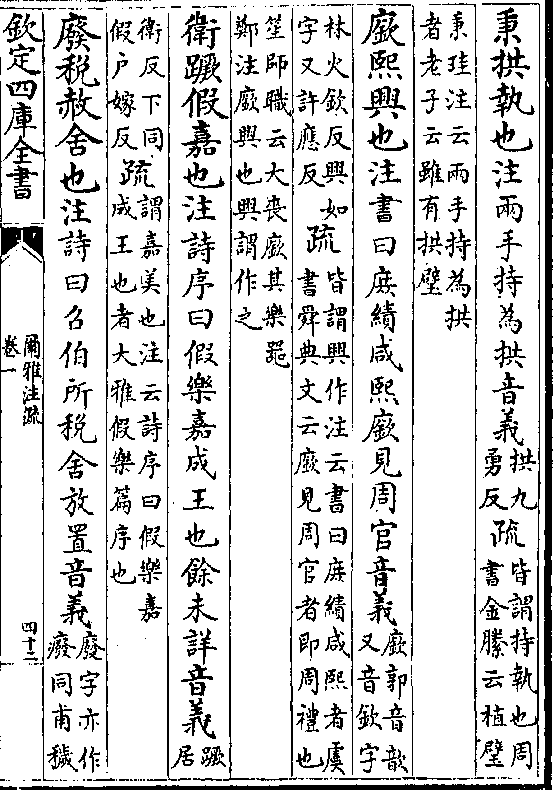 秉拱執也注兩手持為拱音義拱九
勇反疏皆謂持執也周
書金縢云植璧
秉珪注云兩手持為拱
者老子云雖有拱璧
廞熙興也注書曰庶績咸熙廞見周官音義廞郭音歆
又音欽字
林火欽反興如
字又許應反疏皆謂興作注云書曰庶績咸熙者虞
書舜典文云廞見周官者即周禮也
笙師職云大喪廞其樂器
鄭注廞興也興謂作之
衛蹶假嘉也注詩序曰假樂嘉成王也餘未詳音義蹶
居
衛反下同
假户嫁反疏謂嘉美也注云詩序曰假樂嘉
成王也者大雅假樂篇序也
廢稅赦舍也注詩曰召伯所稅舍放置音義廢字亦作
癈同甫穢
欽定四庫全書
爾雅注疏
卷一
四十二